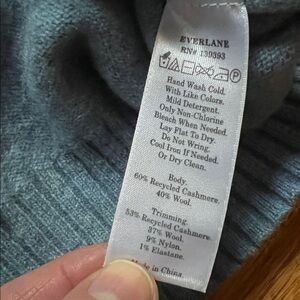 EVERLANE
RN# 139393
Hand Wash Cold.
With Like Colors.
Mild Detergent.
Only Non-Chlorine
Bleach When Needed.
Lay Flat To Dry.
Do Not Wring.
Cool Iron If Needed.
Or Dry Clean.
Body.
60% Recycled Cashmere.
40% Wool.
Trimming.
53% Recycled Cashmere.
37% Wool.
9% Nylon.
1% Elastane.
Made in China